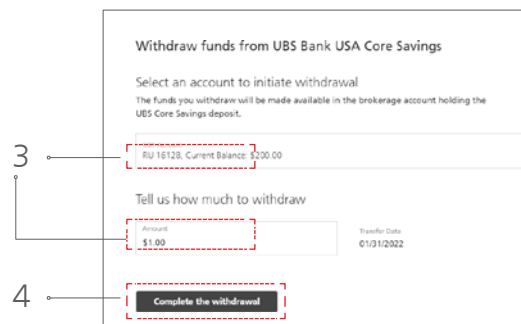 Withdraw funds from UBS Bank USA Core Savings
Select an account to initiate withdrawal
The funds you withdraw will be made available in the brokerage account holding the
UBS Core Savings deposit.
3
RU 16128, Current Balance: $200.00
Tell us how much to withdraw
Amount
Transfer Date
$1.00
01/31/2022
4
Complete the withdrawal